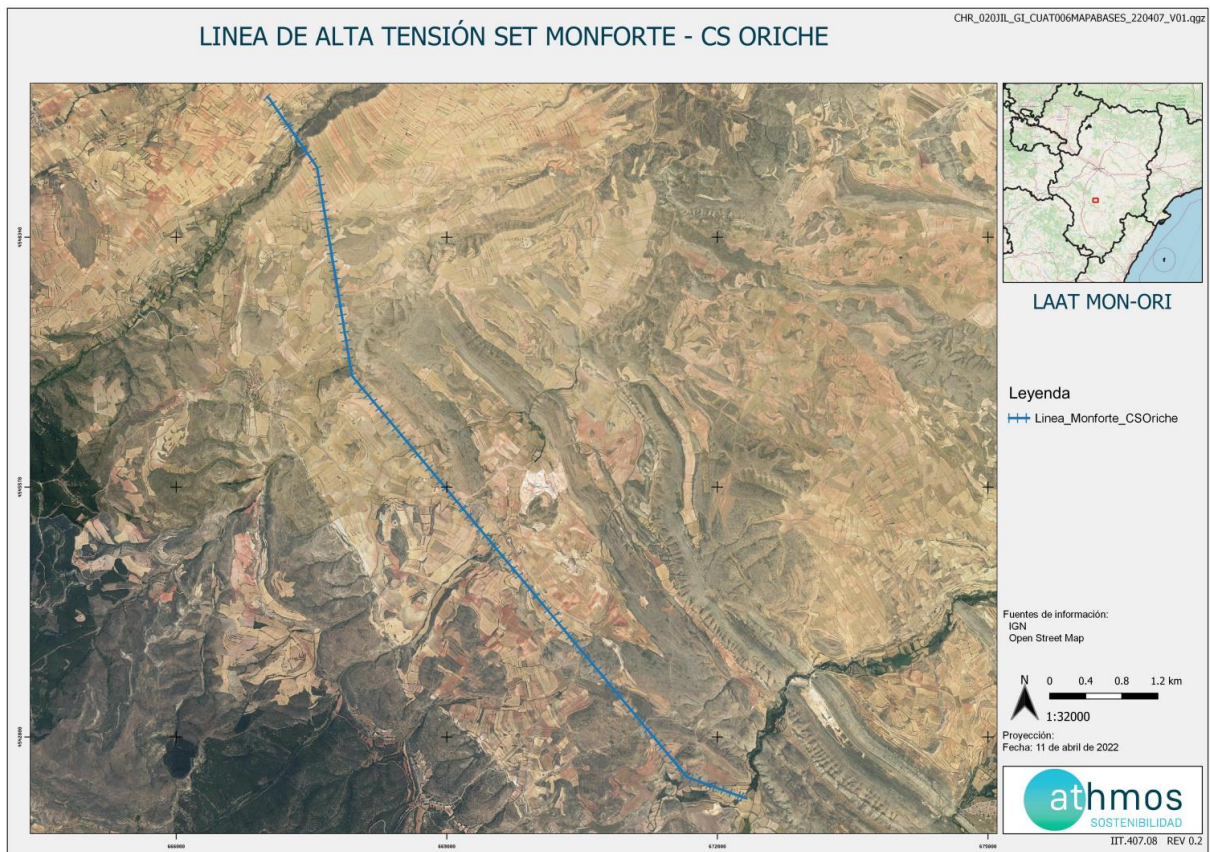 CHR_020JIL_GI_CUAT006MAPABASES_220407_V01.qgz
LINEA DE ALTA TENSIÓN SET MONFORTE - CS ORICHE
LAAT MON-ORI
Leyenda
Linea_Monforte_CSOriche
Fuentes de información:
IGN
Open Street Map
N
0 0.4 0.8 1.2 km
1:32000
Proyección:
Fecha: 11 de abril de 2022
athmos
SOSTENIBILIDAD
IIT.407.08 REV 0.2
666000 669000 672000